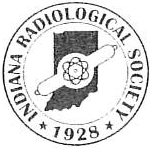 INDIANA RADIOLOGICAL SOCIETY
★ 1928 ★